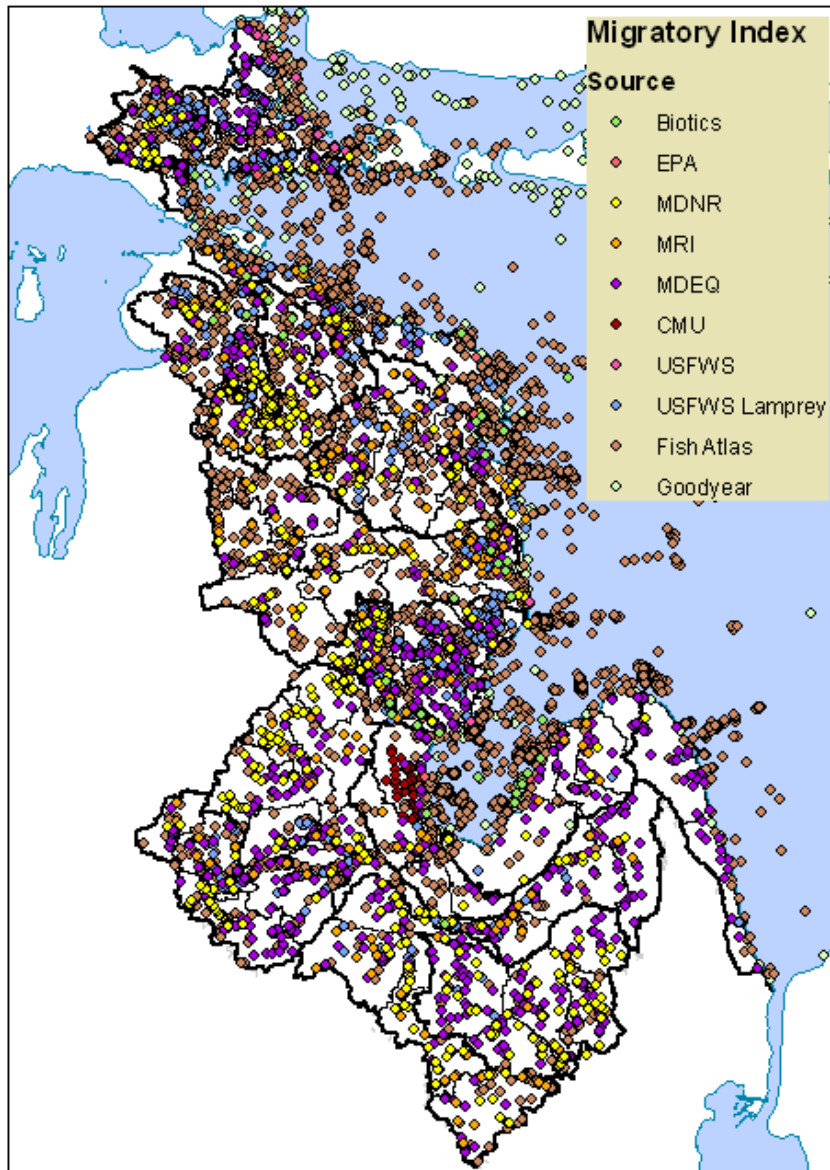 Migratory Index
Source
Biotics
EPA
MDNR
MRI
MDEQ
CMU
USFWS
USFWS Lamprey
Fish Atlas
Goodyear